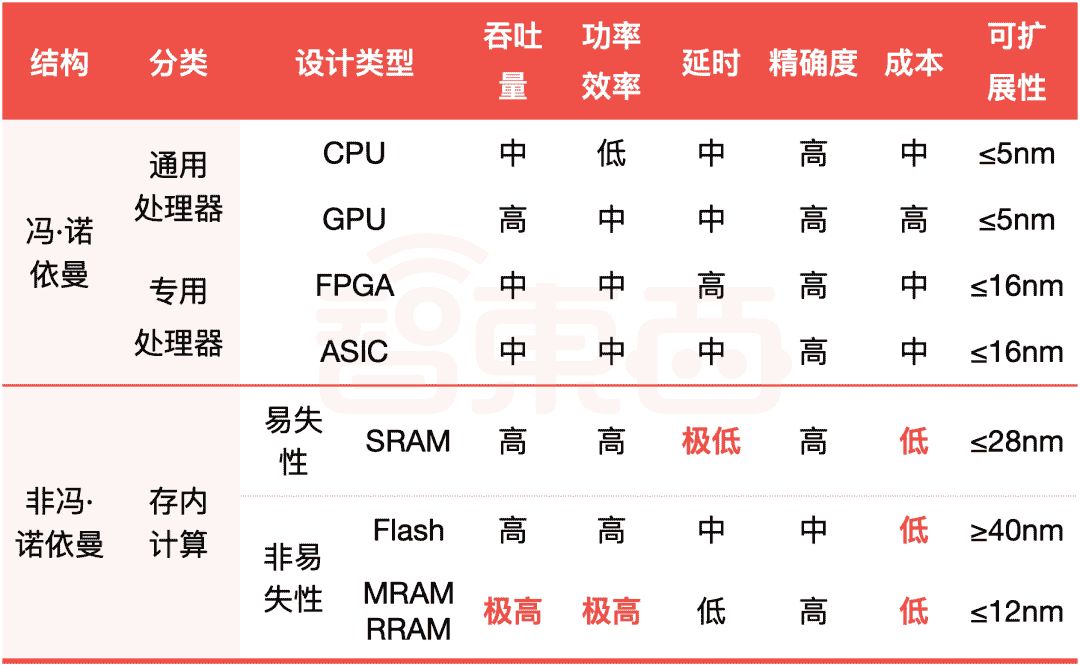 结构 分类 设计类型 吞吐量 功率效率 延时 精确度 成本 可扩展性
冯·诺依曼 通用处理器 CPU 中 低 中 高 中 ≤5nm
GPU 高 中 中 高 高 ≤5nm
专用处理器 FPGA 中 中 高 高 中 ≤16nm
ASIC 中 中 中 高 中 ≤16nm
非冯·诺依曼 存内计算 易失性 SRAM 高 高 极低 高 低 ≤28nm
非易失性 Flash 高 高 中 中 低 ≥40nm
MRAM RRAM 极高 极高 低 高 低 ≤12nm
智東西